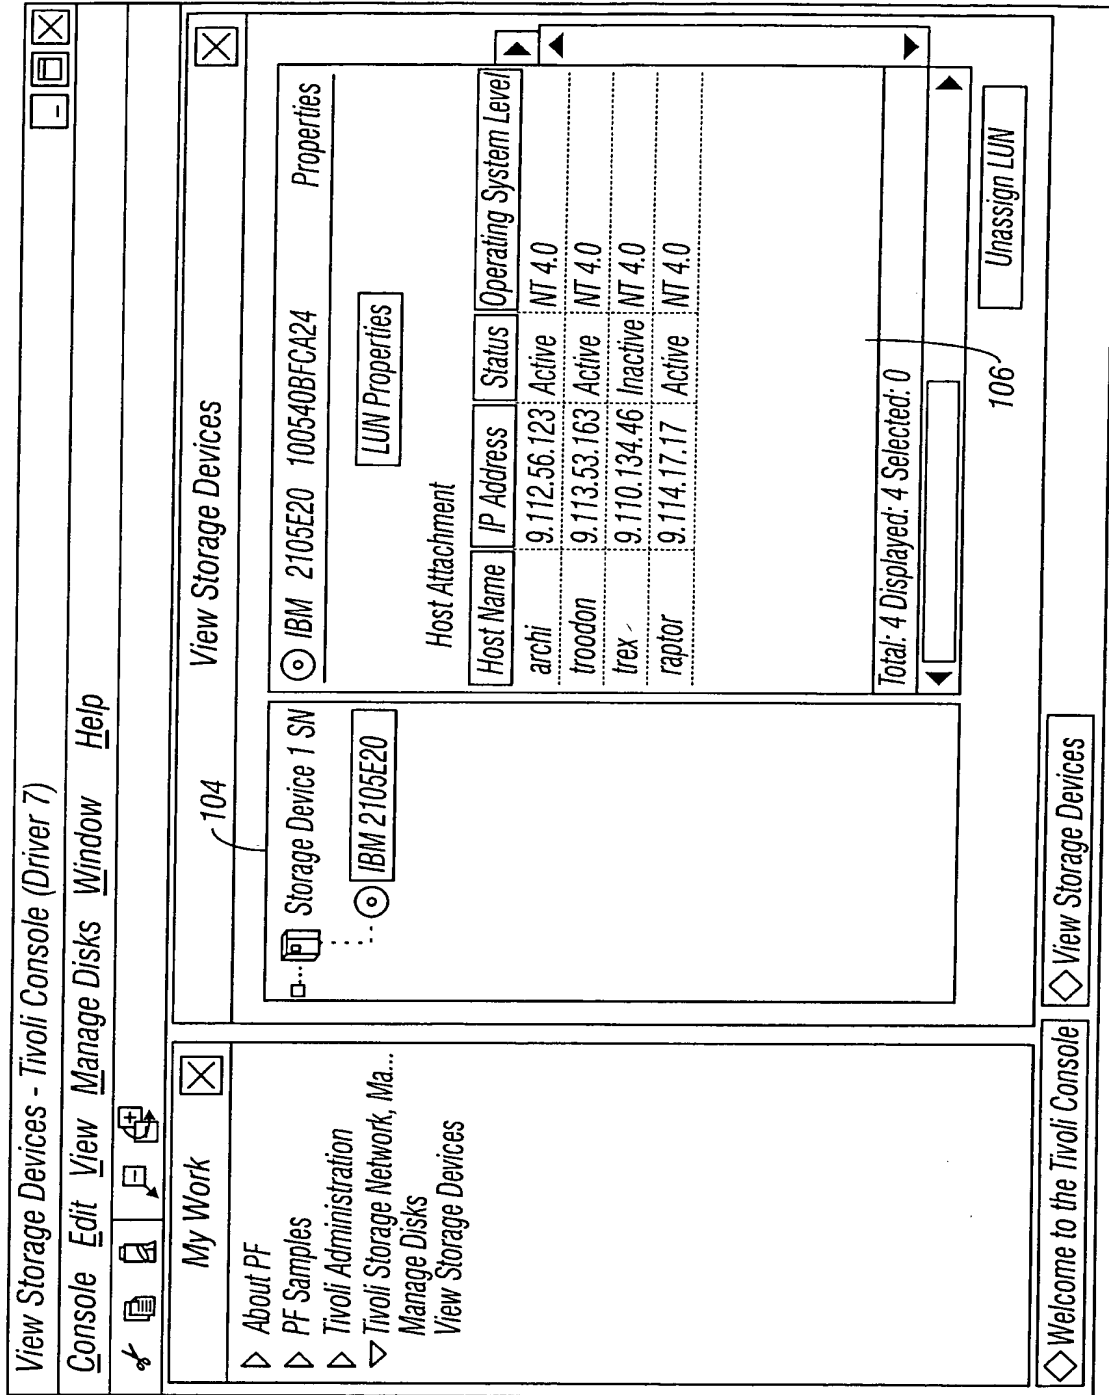 View Storage Devices - Tivoli Console (Driver 7)
Console Edit View Manage Disks Window Help
My Work
About PF
PF Samples
Tivoli Administration
Tivoli Storage Network, Ma...
Manage Disks
View Storage Devices
View Storage Devices
104
Storage Device 1 SN
IBM 2105E20
IBM 2105E20 100540BFCA24 Properties
LUN Properties
Host Attachment
Host Name IP Address Status Operating System Level
archi 9.112.56.123 Active NT 4.0
troodon 9.113.53.163 Active NT 4.0
trex 9.110.134.46 Inactive NT 4.0
raptor 9.114.17.17 Active NT 4.0
Total: 4 Displayed: 4 Selected: 0
106
Unassign LUN
Welcome to the Tivoli Console
View Storage Devices